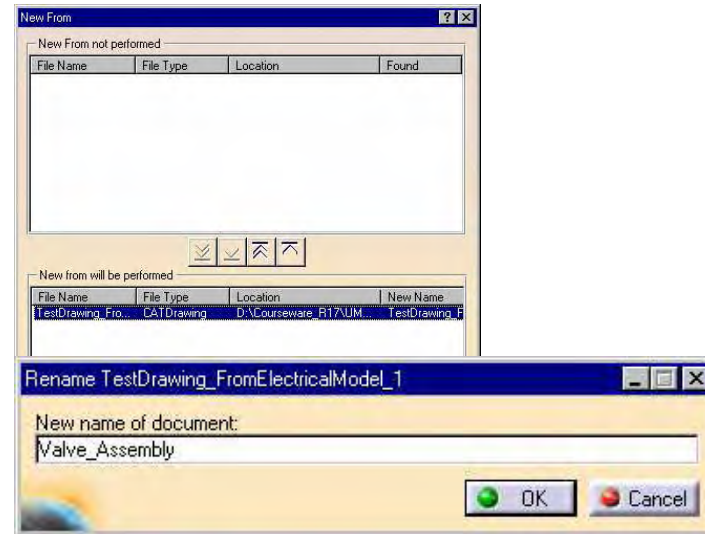 New From
New From not performed
File Name File Type Location Found
New from will be performed
File Name File Type Location New Name
TestDrawing_Fro... CATDrawing D:\Courseware_R17\UM... TestDrawing_F
Rename TestDrawing_FromElectricalModel_1
New name of document:
Valve_Assembly
OK Cancel